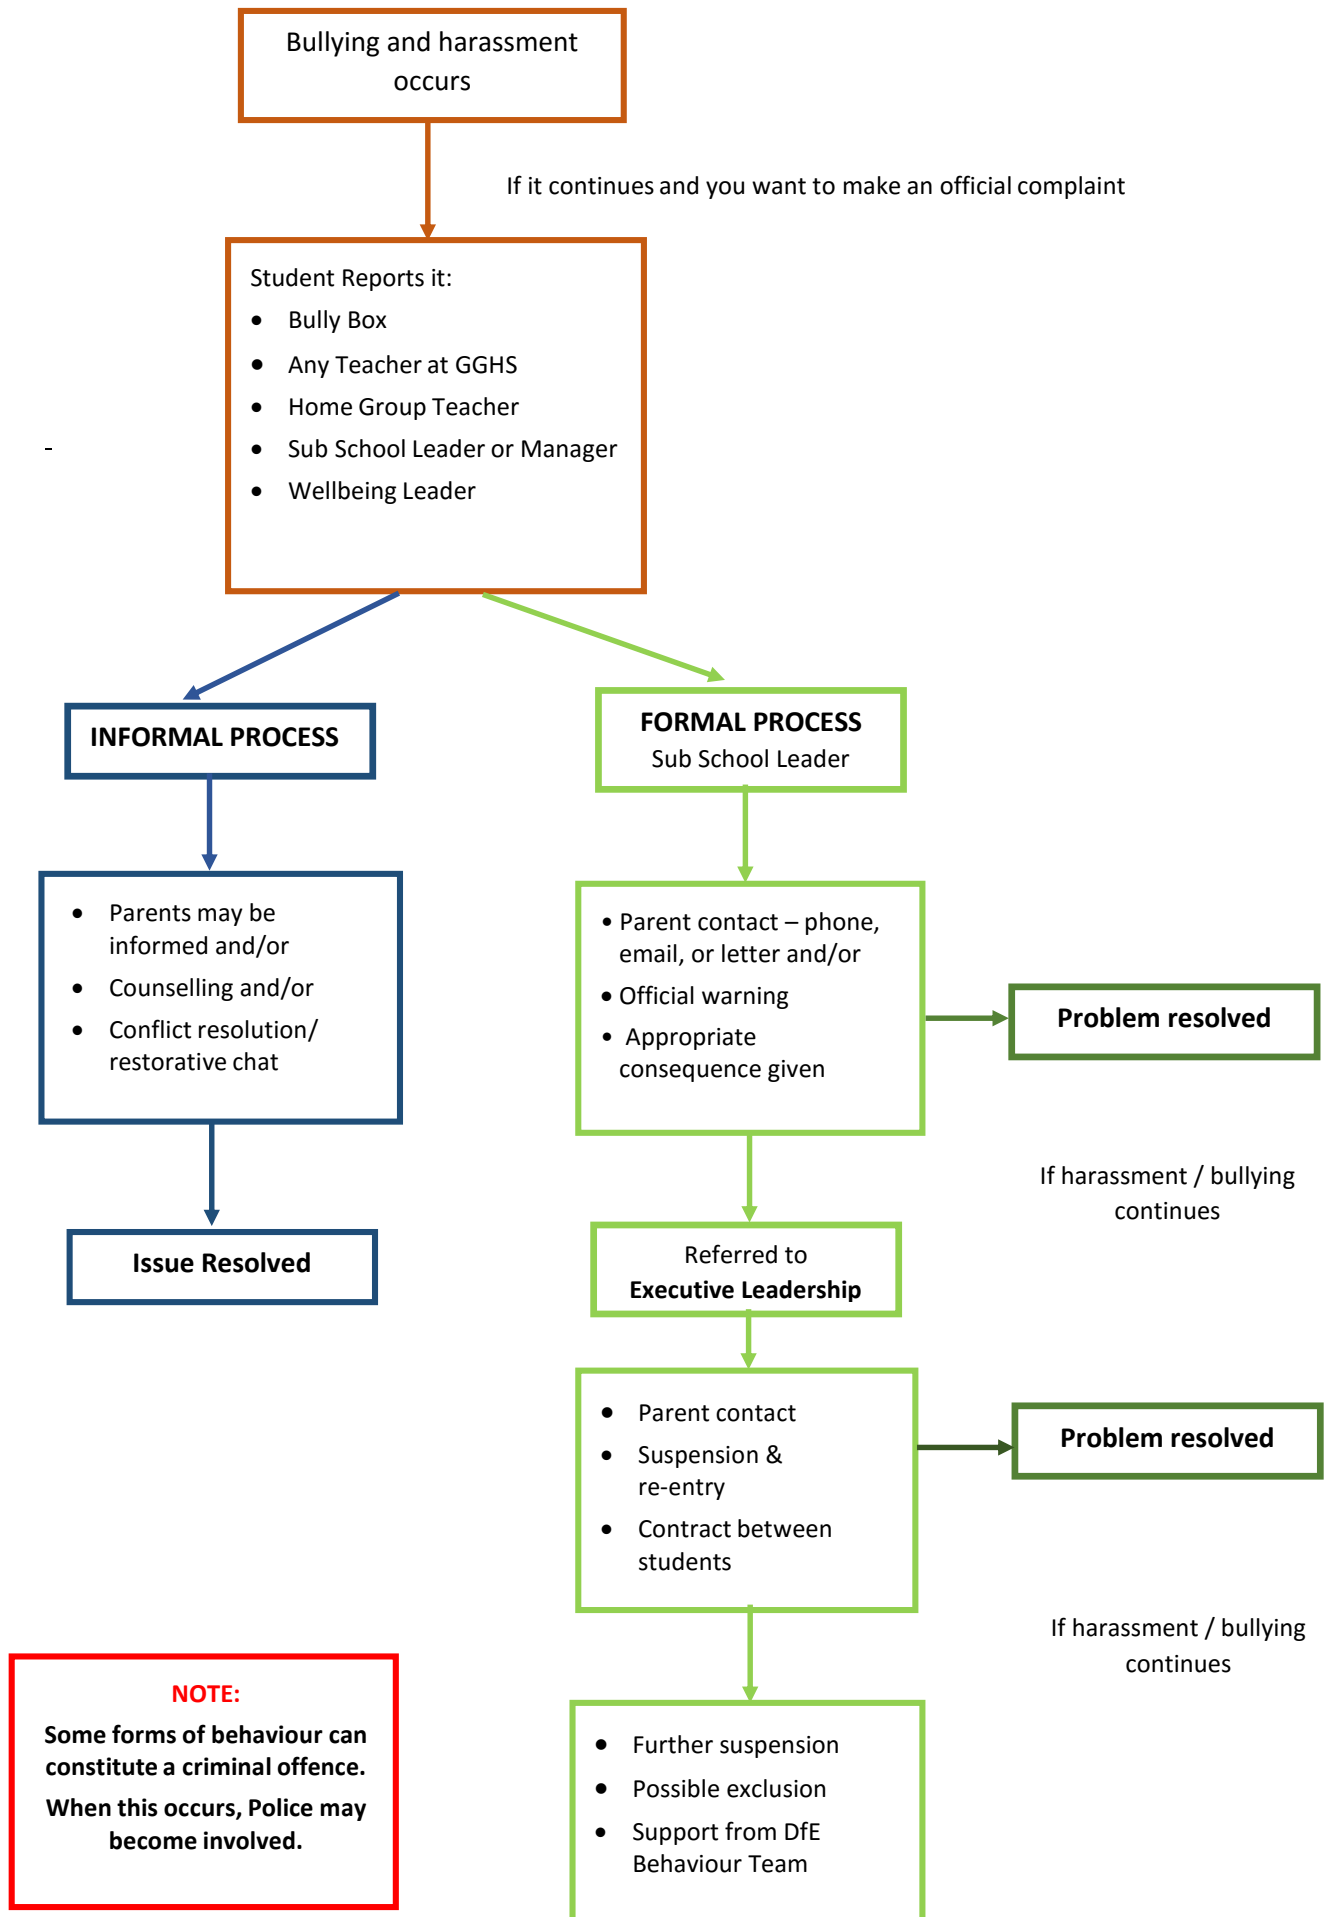 Bullying and harassment
occurs
If it continues and you want to make an official complaint
Student Reports it:
• Bully Box
• Any Teacher at GGHS
• Home Group Teacher
• Sub School Leader or Manager
• Wellbeing Leader
-
INFORMAL PROCESS
FORMAL PROCESS
Sub School Leader
• Parents may be
informed and/or
• Counselling and/or
• Conflict resolution/
restorative chat
• Parent contact – phone,
email, or letter and/or
• Official warning
• Appropriate
consequence given
Problem resolved
If harassment / bullying
continues
Issue Resolved
Referred to
Executive Leadership
• Parent contact
• Suspension &
re-entry
• Contract between
students
Problem resolved
If harassment / bullying
continues
NOTE:
Some forms of behaviour can
constitute a criminal offence.
When this occurs, Police may
become involved.
• Further suspension
• Possible exclusion
• Support from DfE
Behaviour Team